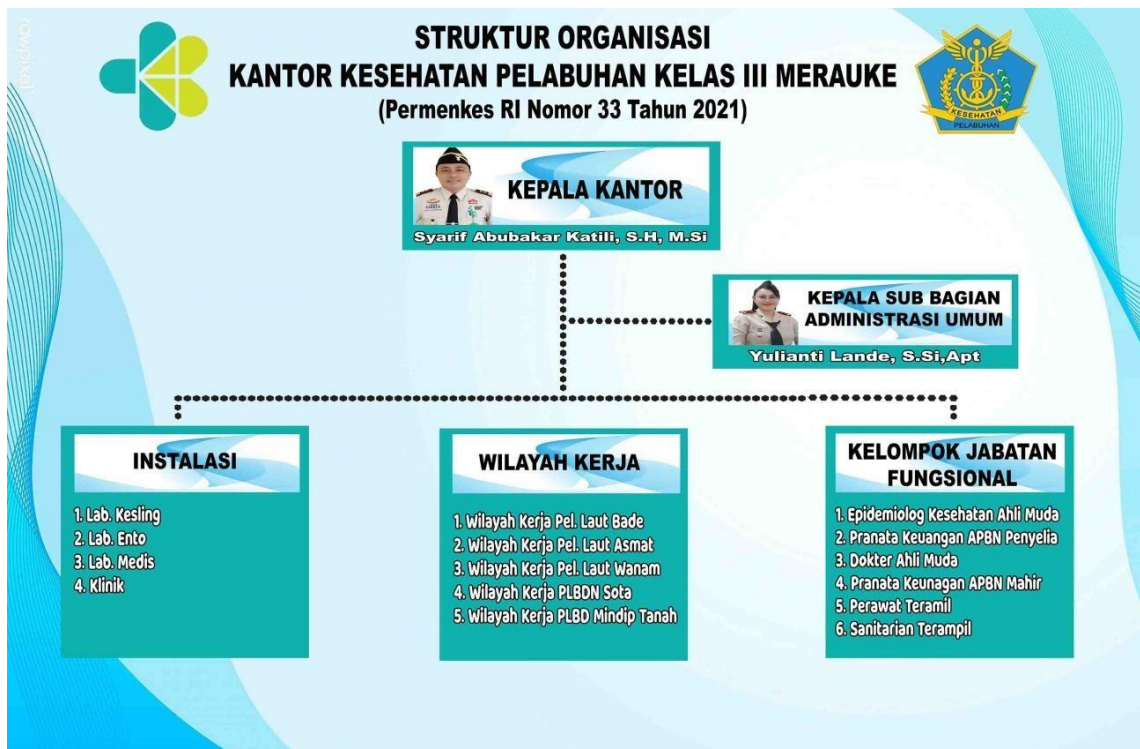 rawpixel
STRUKTUR ORGANISASI
KANTOR KESEHATAN PELABUHAN KELAS III MERAUKE
(Permenkes RI Nomor 33 Tahun 2021)
KESEHATAN
PELABUHAN
KEPALA KANTOR
Syarif Abubakar Katili, S.H, M.Si
KEPALA SUB BAGIAN
ADMINISTRASI UMUM
Yulianti Lande, S.Si,Apt
INSTALASI
1. Lab. Kesling
2. Lab. Ento
3. Lab. Medis
4. Klinik
WILAYAH KERJA
1. Wilayah Kerja Pel. Laut Bade
2. Wilayah Kerja Pel. Laut Asmat
3. Wilayah Kerja Pel. Laut Wanam
4. Wilayah Kerja PLBDN Sota
5. Wilayah Kerja PLBD Mindip Tanah
KELOMPOK JABATAN
FUNGSIONAL
1. Epidemiolog Kesehatan Ahli Muda
2. Pranata Keuangan APBN Penyelia
3. Dokter Ahli Muda
4. Pranata Keunagan APBN Mahir
5. Perawat Teramil
6. Sanitarian Terampil